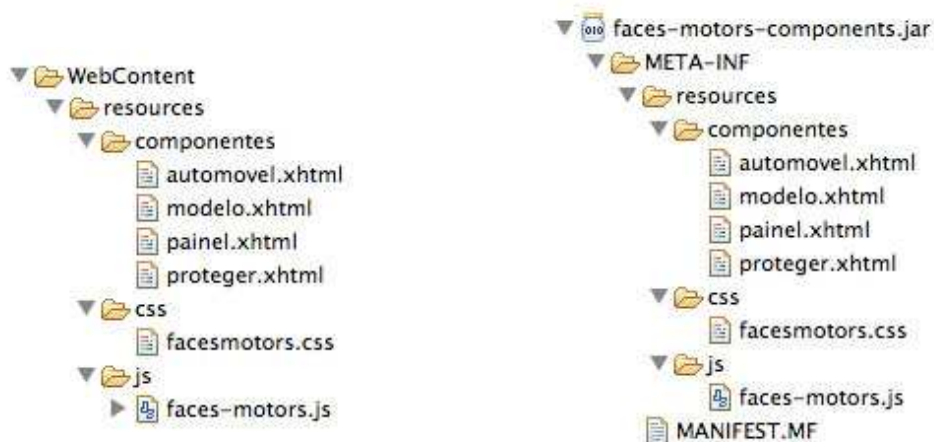 WebContent
resources
componentes
automovel.xhtml
modelo.xhtml
painel.xhtml
proteger.xhtml
css
facesmotors.css
js
faces-motors.js
010
faces-motors-components.jar
META-INF
resources
componentes
automovel.xhtml
modelo.xhtml
painel.xhtml
proteger.xhtml
css
facesmotors.css
js
faces-motors.js
MANIFEST.MF